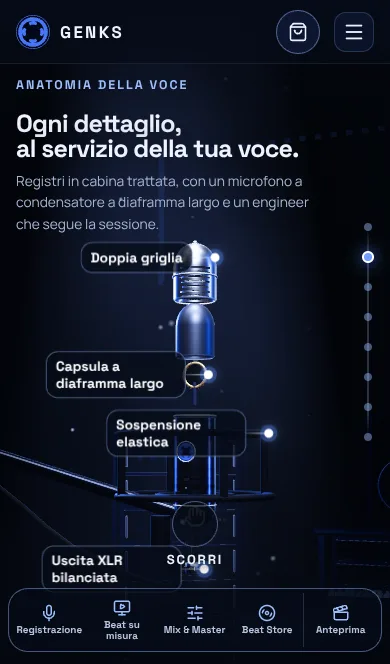 GENKS
ANATOMIA DELLA VOCE
Ogni dettaglio,
al servizio della tua voce.
Registri in cabina trattata, con un microfono a
condensatore a diaframma largo e un engineer
che segue la sessione.
Doppia griglia
Capsula a
diaframma largo
Sospensione
elastica
Uscita XLR
bilanciata
SCORRI
Registrazione
Beat su
misura
Mix & Master
Beat Store
Anteprima